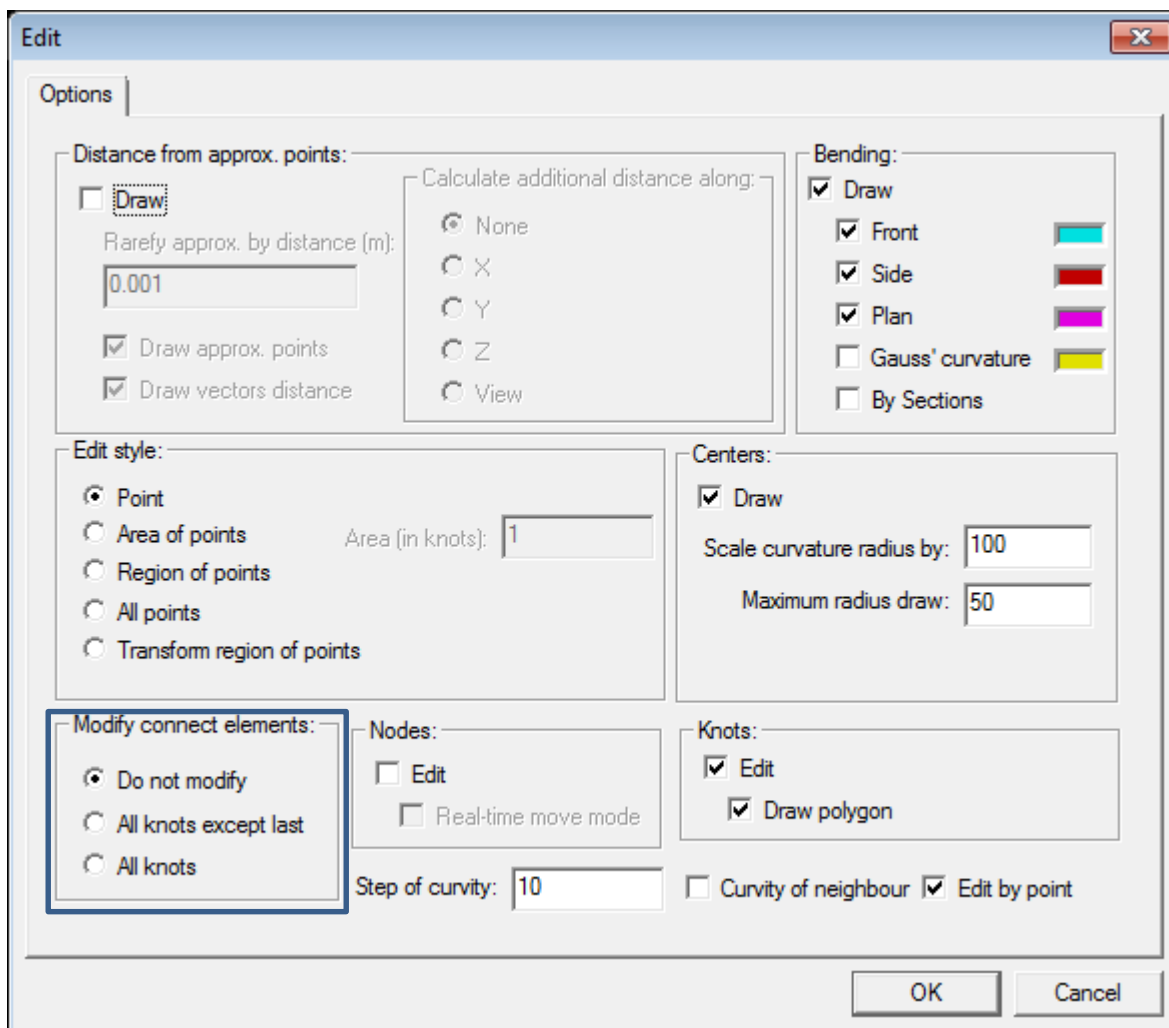 Edit
Options
Distance from approx. points:
Draw
Rarefy approx. by distance (m):
0.001
Draw approx. points
Draw vectors distance
Calculate additional distance along:
None
X
Y
Z
View
Bending:
Draw
Front
Side
Plan
Gauss' curvature
By Sections
Edit style:
Point
Area of points
Area (in knots): 1
Region of points
All points
Transform region of points
Centers:
Draw
Scale curvature radius by: 100
Maximum radius draw: 50
Modify connect elements:
Do not modify
All knots except last
All knots
Nodes:
Edit
Real-time move mode
Knots:
Edit
Draw polygon
Step of curvity: 10
Curvity of neighbour
Edit by point
OK
Cancel